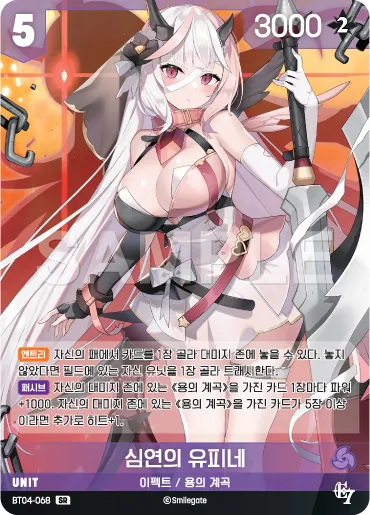 5
3000 2
SAMPLE
엔트리 자신의 패에서 카드를 1장 골라 대미지 존에 놓을 수 있다. 놓지
않았다면 필드에 있는 자신 유닛을 1장 골라 트래시한다.
패시브 자신의 대미지 존에 있는 《용의 계곡》을 가진 카드 1장마다 파워
+1000. 자신의 대미지 존에 있는 《용의 계곡》을 가진 카드가 5장 이상
이라면 추가로 히트+1.
심연의 유피네
UNIT
이펙트 / 용의 계곡
BT04-068 SR
©Smilegate
E7